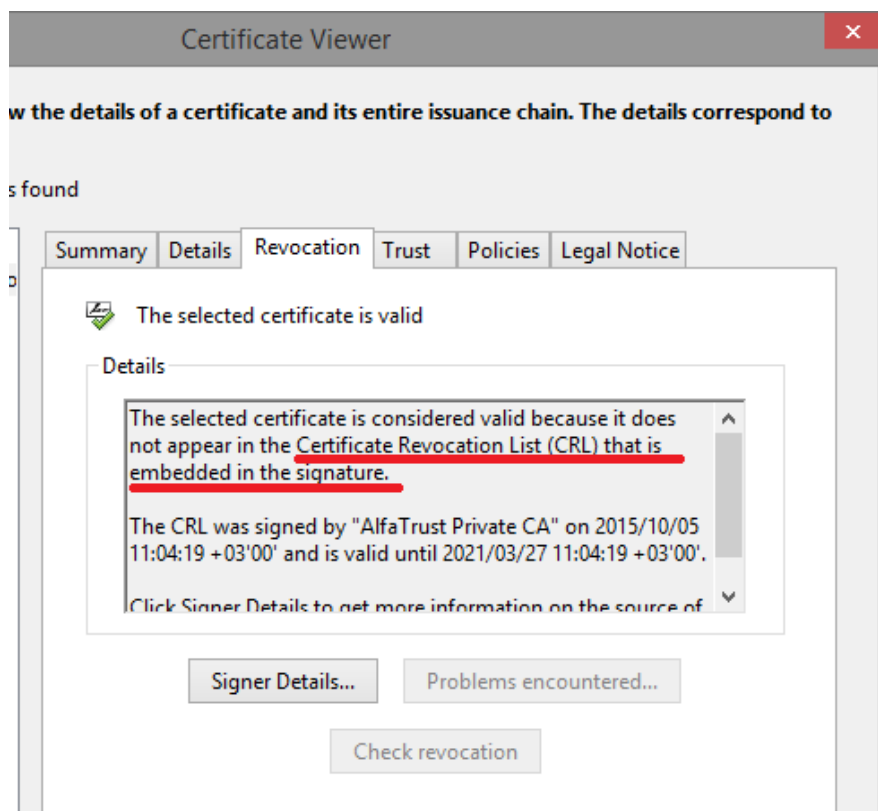 Certificate Viewer
w the details of a certificate and its entire issuance chain. The details correspond to
s found
Summary Details Revocation Trust Policies Legal Notice
The selected certificate is valid
Details
The selected certificate is considered valid because it does
not appear in the Certificate Revocation List (CRL) that is
embedded in the signature.
The CRL was signed by "AlfaTrust Private CA" on 2015/10/05
11:04:19 +03'00' and is valid until 2021/03/27 11:04:19 +03'00'.
Click Signer Details to get more information on the source of
Signer Details...
Problems encountered...
Check revocation